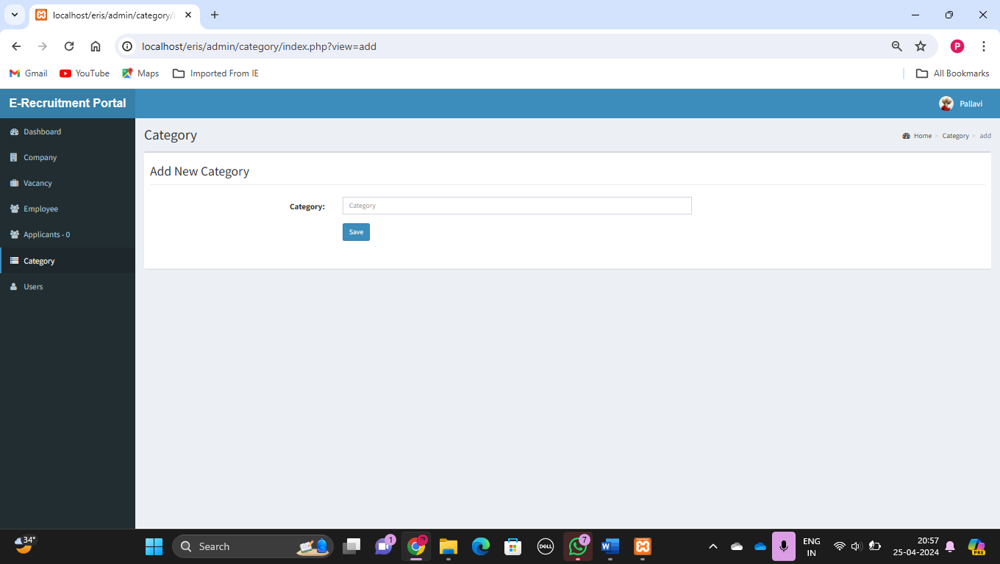 localhost/eris/admin/category/i
localhost/eris/admin/category/index.php?view=add
P
Gmail
YouTube
Maps
Imported From IE
All Bookmarks
E-Recruitment Portal
Pallavi
Dashboard
Company
Vacancy
Employee
Applicants - 0
Category
Users
Category
Home > Category > add
Add New Category
Category:
Category
Save
34°
Search
1
P
DELL
7
W
ENG
IN
20:57
25-04-2024
PRE